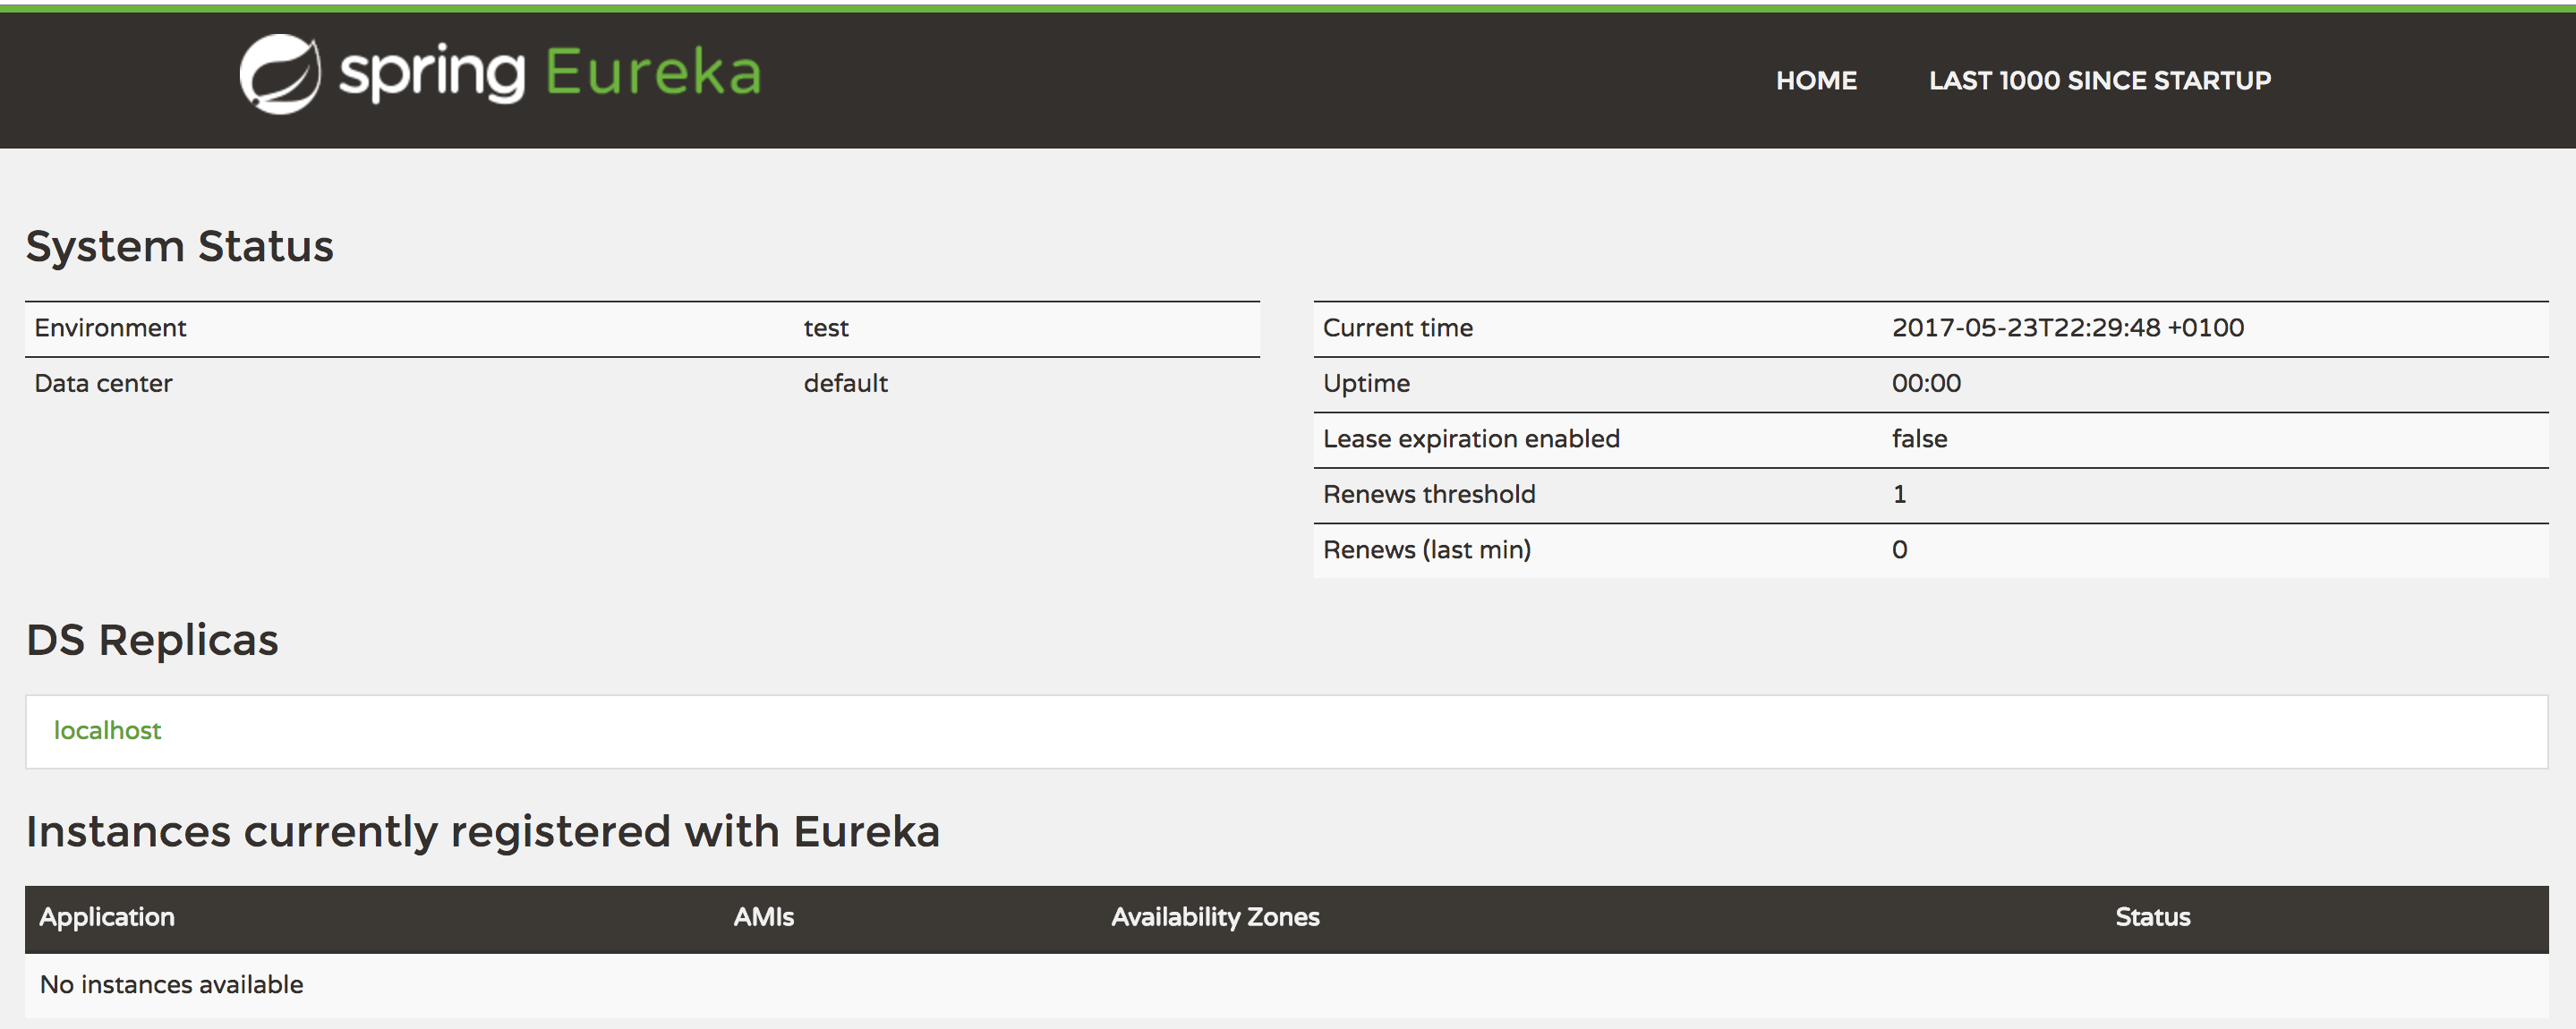 spring Eureka
HOME LAST 1000 SINCE STARTUP
System Status
Environment test
Data center default
Current time 2017-05-23T22:29:48 +0100
Uptime 00:00
Lease expiration enabled false
Renews threshold 1
Renews (last min) 0
DS Replicas
localhost
Instances currently registered with Eureka
Application AMIs Availability Zones Status
No instances available